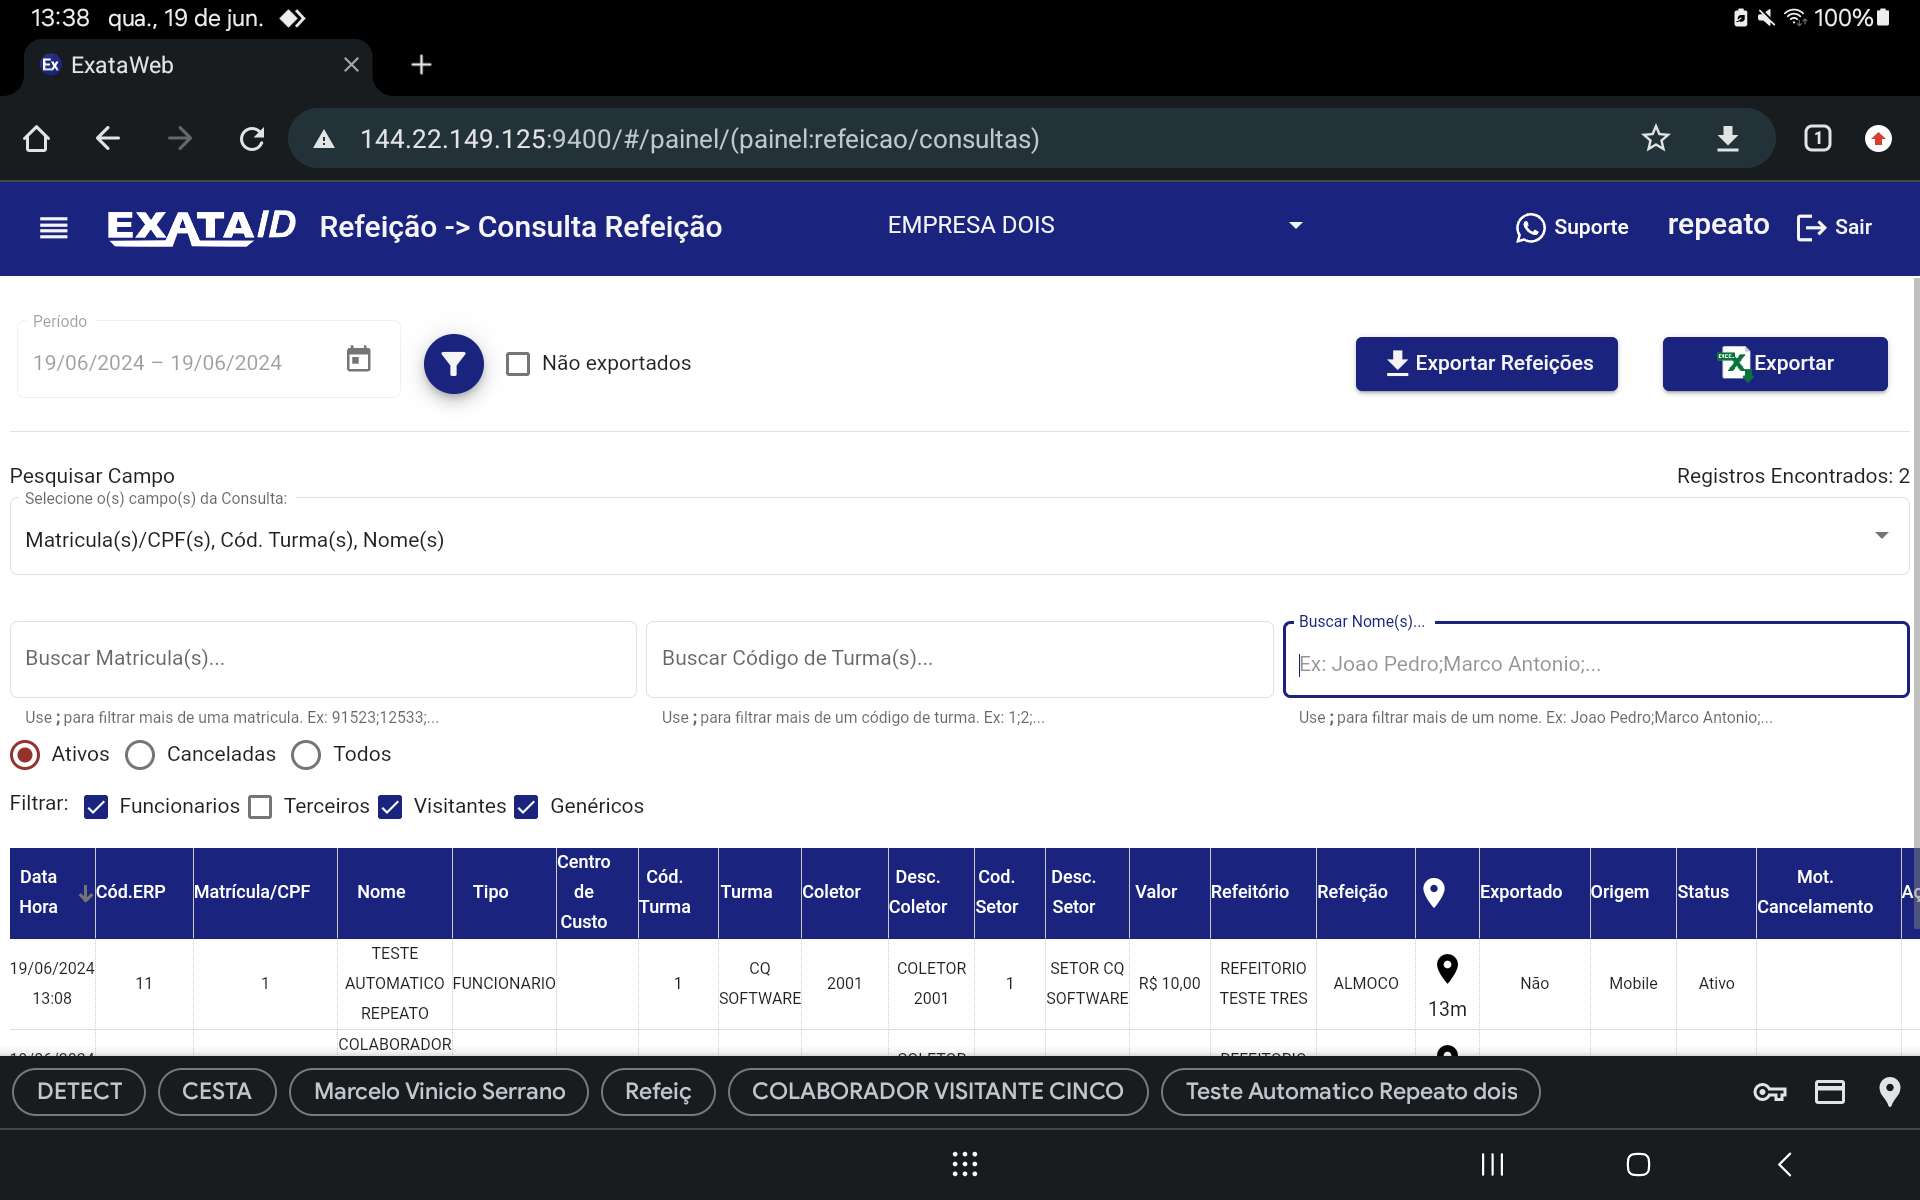 13:38 qua., 19 de jun.
100%
Ex ExataWeb
144.22.149.125:9400/#/painel/(painel:refeicao/consultas)
1
EXATA/ID Refeição -> Consulta Refeição EMPRESA DOIS Suporte repeato Sair
Período
19/06/2024 – 19/06/2024
Não exportados
Exportar Refeições
Exportar
Pesquisar Campo
Registros Encontrados: 2
Selecione o(s) campo(s) da Consulta:
Matricula(s)/CPF(s), Cód. Turma(s), Nome(s)
Buscar Matricula(s)...
Buscar Código de Turma(s)...
Buscar Nome(s)...
Ex: Joao Pedro;Marco Antonio;...
Use ; para filtrar mais de uma matricula. Ex: 91523;12533;...
Use ; para filtrar mais de um código de turma. Ex: 1;2;...
Use ; para filtrar mais de um nome. Ex: Joao Pedro;Marco Antonio;...
Ativos Canceladas Todos
Filtrar: Funcionarios Terceiros Visitantes Genéricos
Data Hora Cód.ERP Matrícula/CPF Nome Tipo Centro de Custo Cód. Turma Turma Coletor Desc. Coletor Cod. Setor Desc. Setor Valor Refeitório Refeição Exportado Origem Status Mot. Cancelamento
19/06/2024 13:08 11 1 TESTE AUTOMATICO REPEATO FUNCIONARIO 1 CQ SOFTWARE 2001 COLETOR 2001 1 SETOR CQ SOFTWARE R$ 10,00 REFEITORIO TESTE TRES ALMOCO 13m Não Mobile Ativo
COLABORADOR
DETECT CESTA Marcelo Vinicio Serrano Refeiç COLABORADOR VISITANTE CINCO Teste Automatico Repeato dois